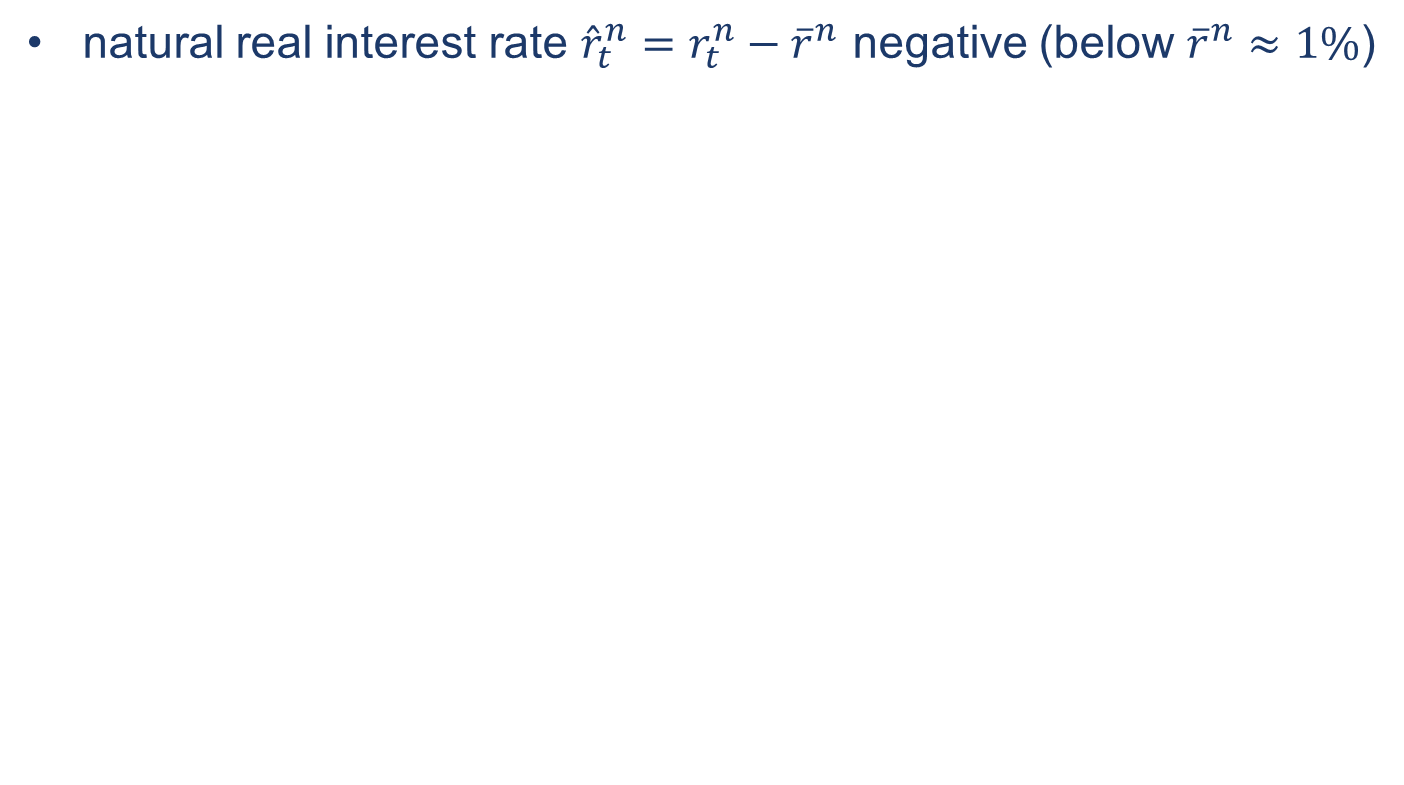 • natural real interest rate r̂ₜⁿ = rₜⁿ − r̄ⁿ negative (below r̄ⁿ ≈ 1%)